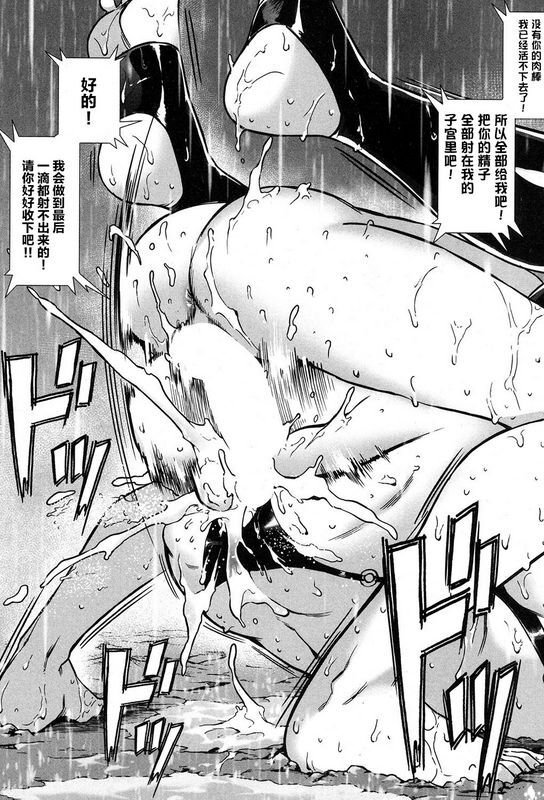 没有你的肉棒
我已经活不下去了！
所以全部给我吧！
把你的精子
全部射在我的
子宫里吧！
好的！
我会做到最后
一滴都射不出来的！
请你好好收下吧！！
ドッ
ドッ
ドッ
ドッ